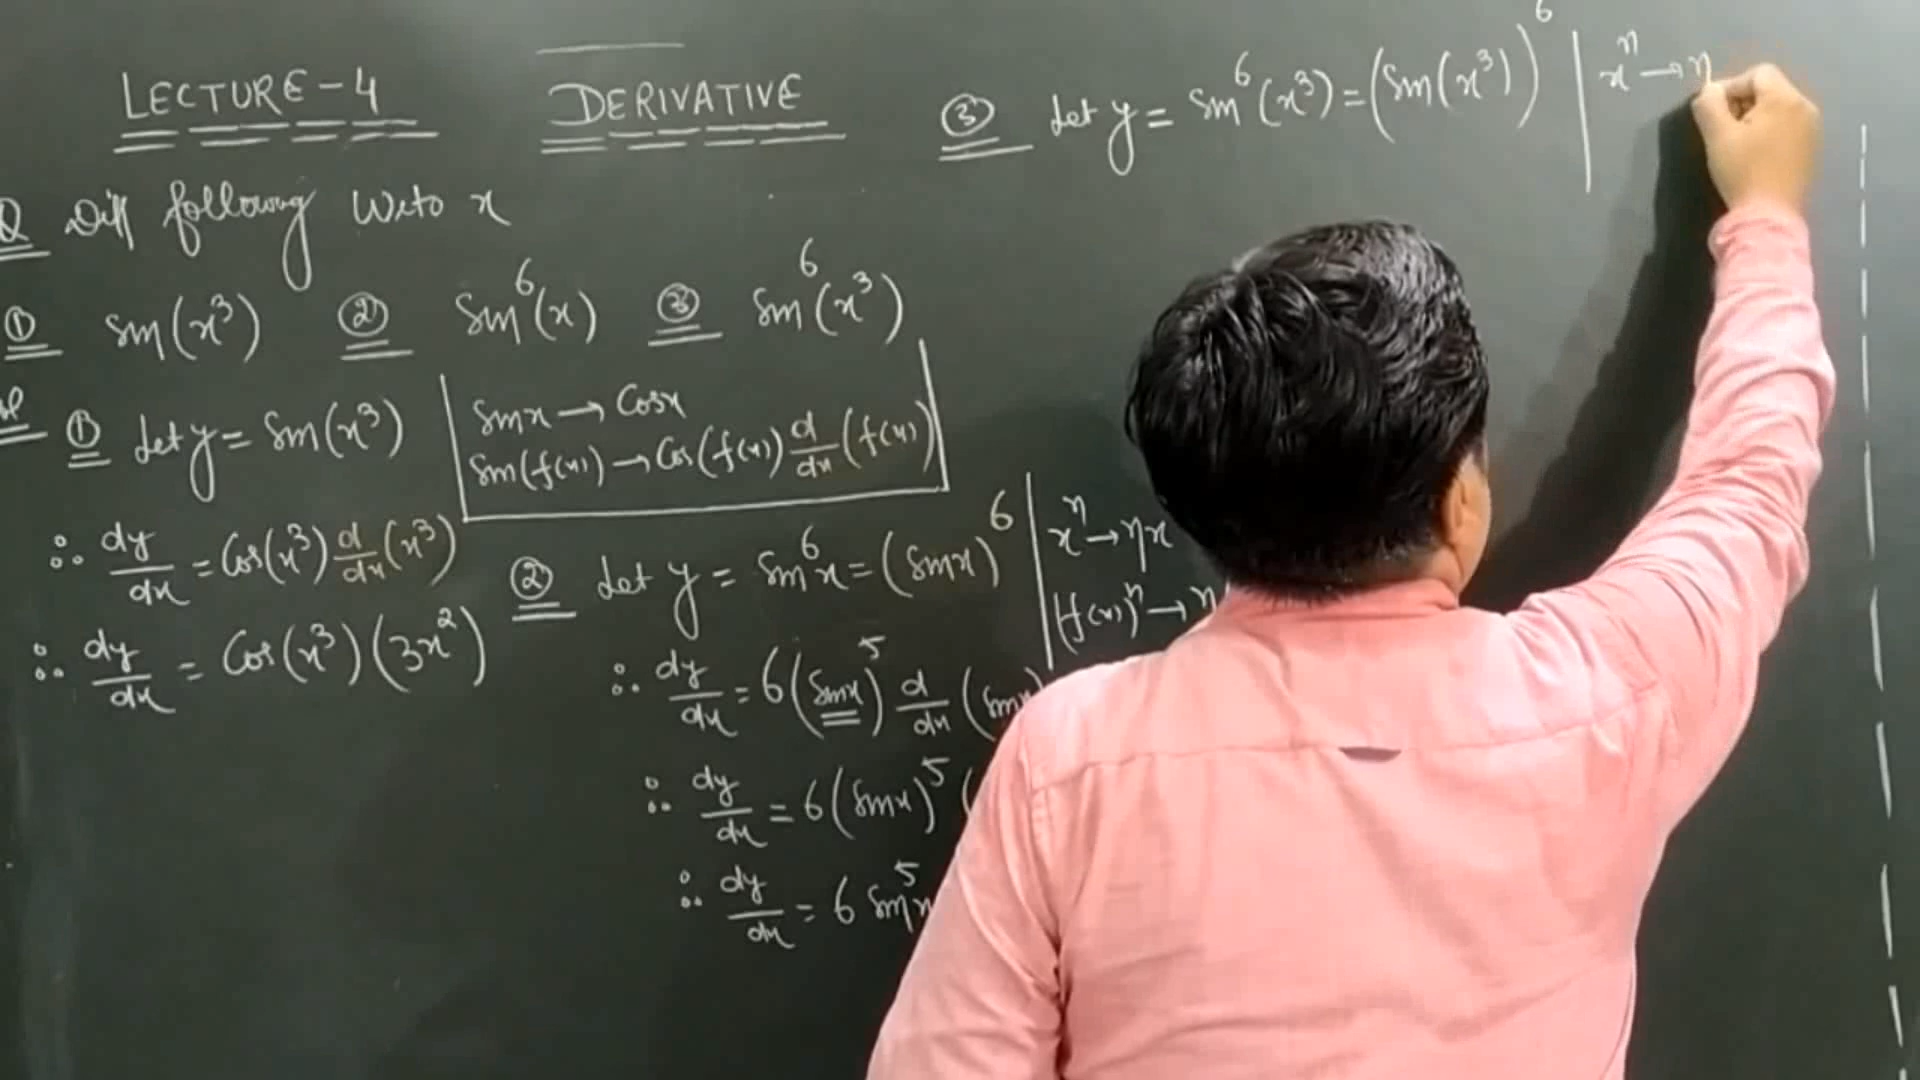 LECTURE-4 DERIVATIVE
Q Diff following w.r.to x
① sin(x³) ② sin⁶(x) ③ sin⁶(x³)
① Let y = sin(x³)
sinx → Cosx
sin(f(x)) → Cos(f(x)) d/dx (f(x))
∴ dy/dx = Cos(x³) d/dx (x³)
∴ dy/dx = Cos(x³)(3x²)
② Let y = sin⁶x = (sinx)⁶
xⁿ → nx
(f(x))ⁿ → n
∴ dy/dx = 6(sinx)⁵ d/dx (sinx)
∴ dy/dx = 6(sinx)⁵ (
∴ dy/dx = 6 sin⁵x
③ Let y = sin⁶(x³) = (sin(x³))⁶
xⁿ → n